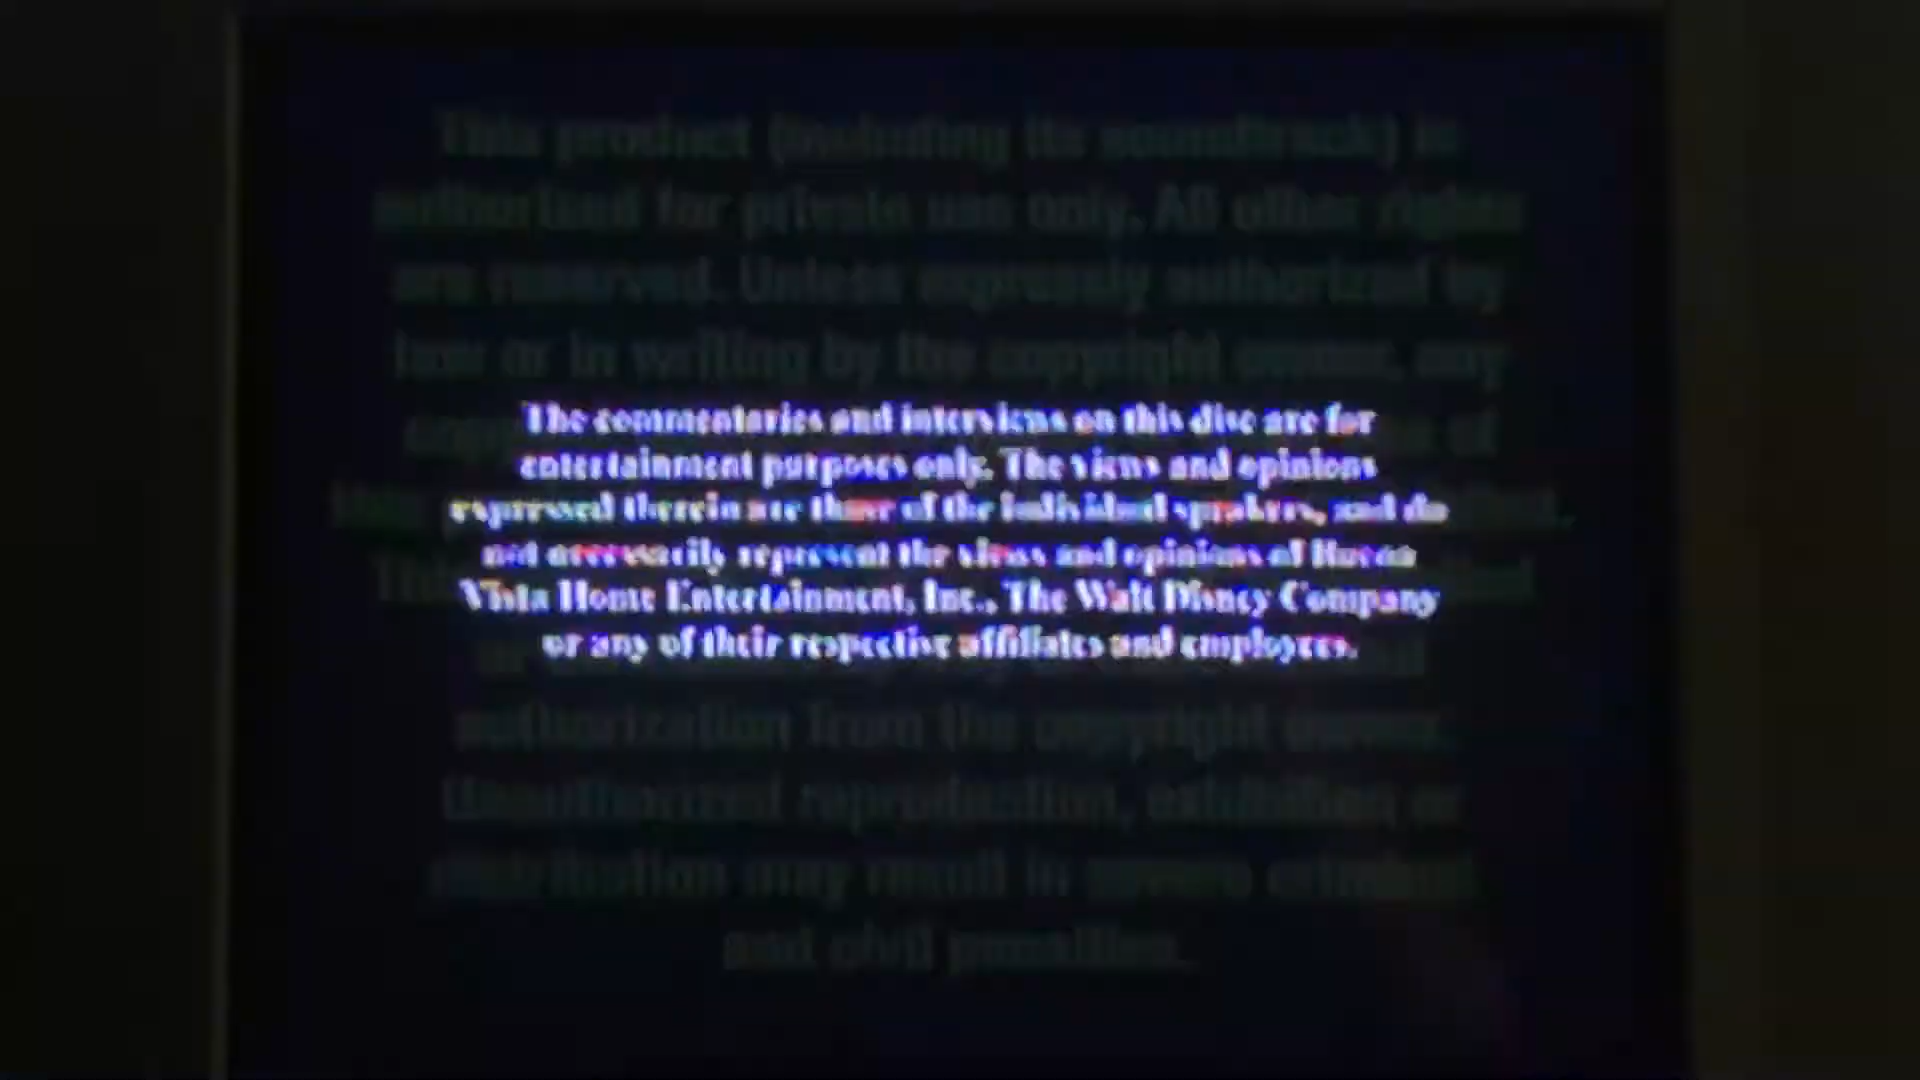 This product (including its soundtrack) is
authorized for private use only. All other rights
are reserved. Unless expressly authorized by
law or in writing by the copyright owner, any
of
The commentaries and interviews on this disc are for
entertainment purposes only. The views and opinions
expressed therein are those of the individual speakers, and do
not necessarily represent the views and opinions of Buena
Vista Home Entertainment, Inc., The Walt Disney Company
or any of their respective affiliates and employees.
authorization from the copyright owner.
Unauthorized reproduction, exhibition or
distribution may result in severe criminal
and civil penalties.